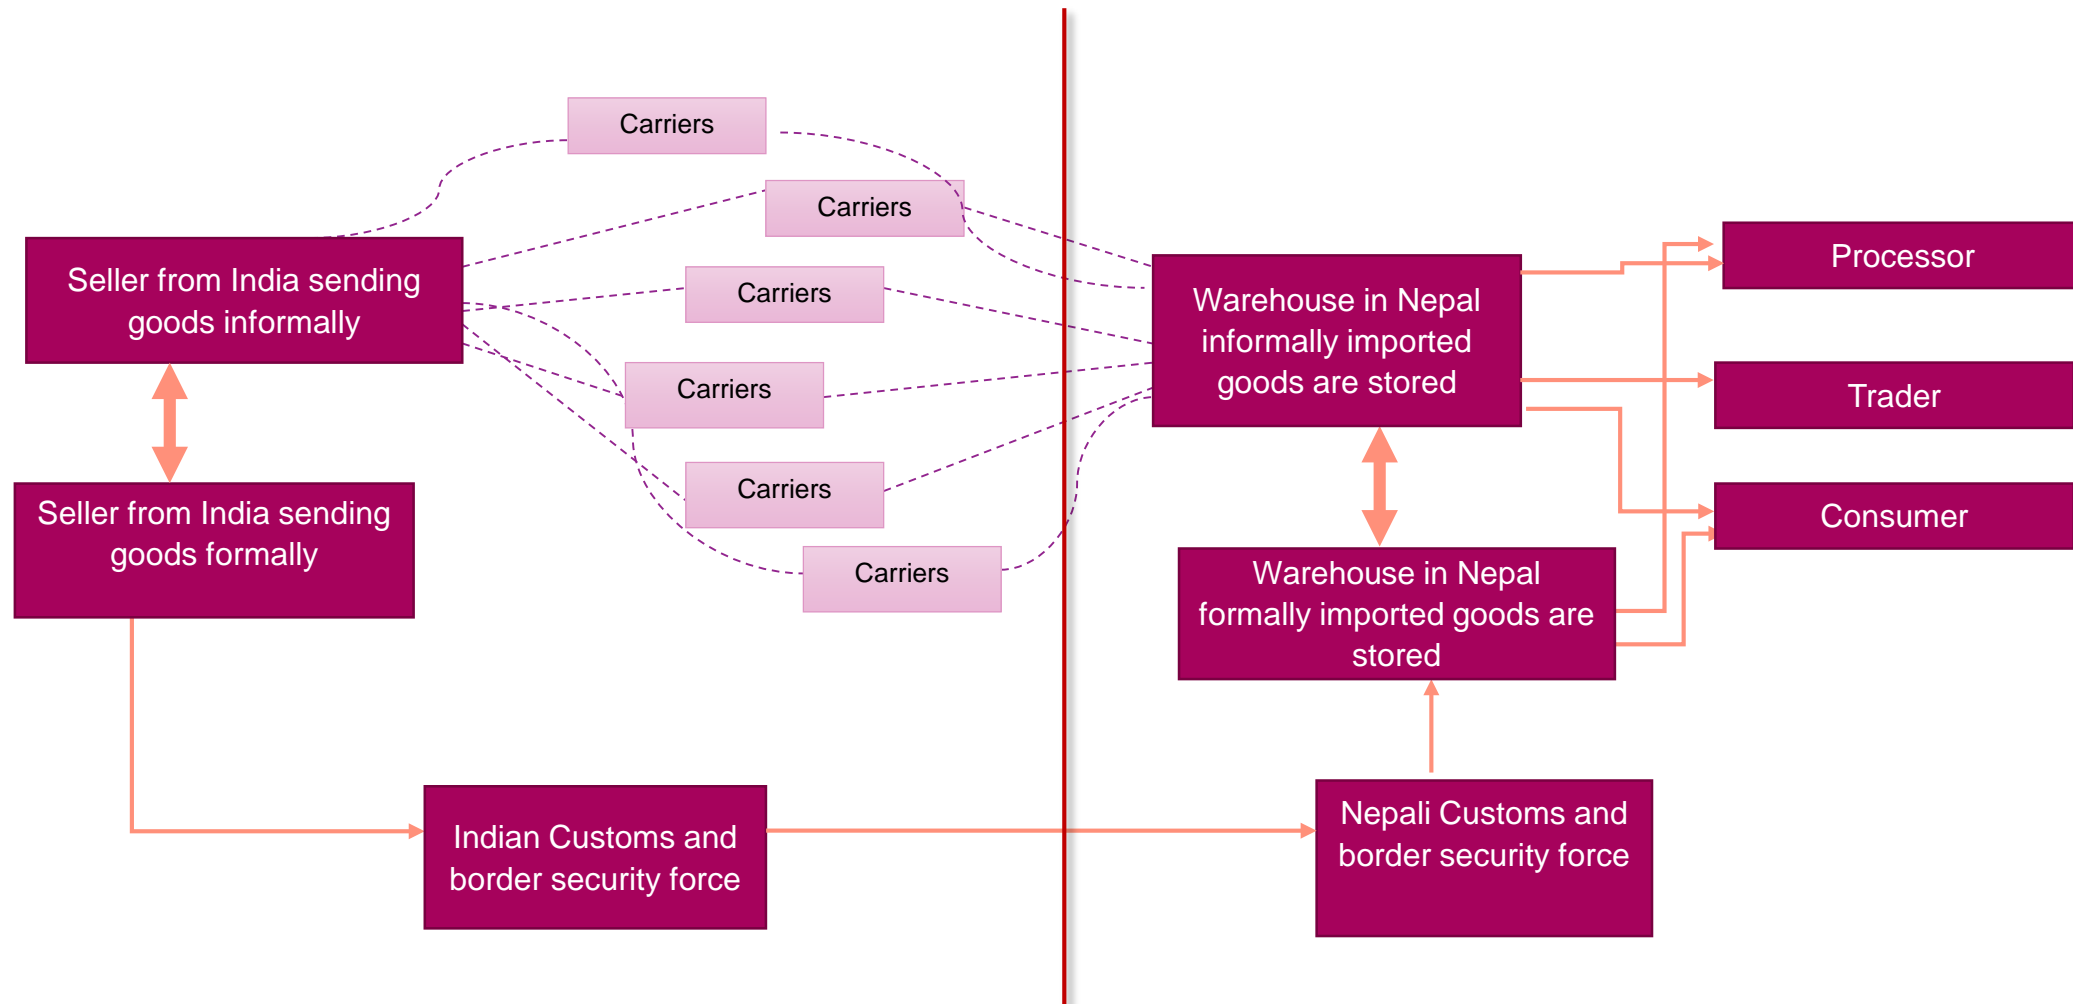 Carriers
Carriers
Seller from India sending
goods informally
Carriers
Carriers
Carriers
Carriers
Seller from India sending
goods formally
Indian Customs and
border security force
Warehouse in Nepal
informally imported
goods are stored
Warehouse in Nepal
formally imported goods are
stored
Nepali Customs and
border security force
Processor
Trader
Consumer